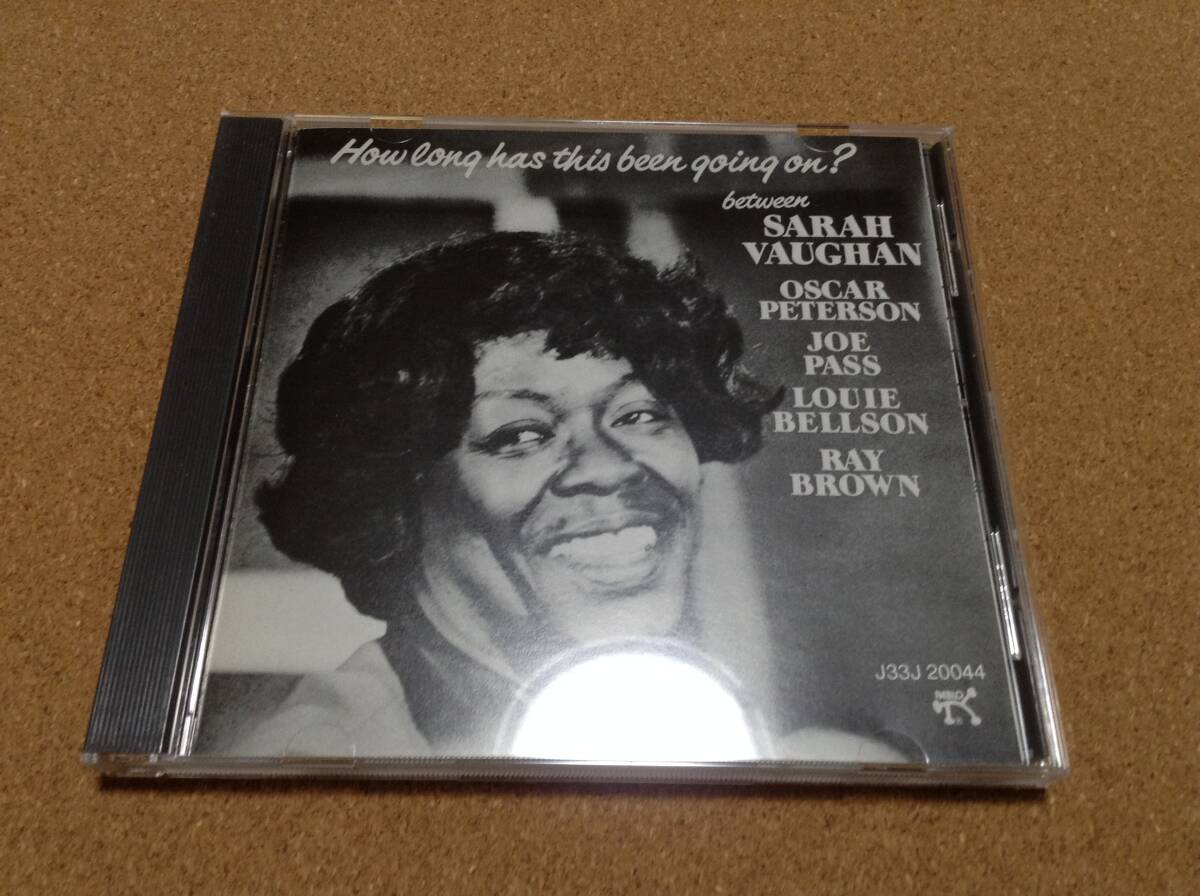 How long has this been going on?
between
SARAH
VAUGHAN
OSCAR
PETERSON
JOE
PASS
LOUIE
BELLSON
RAY
BROWN
J33J 20044
PABLO
®